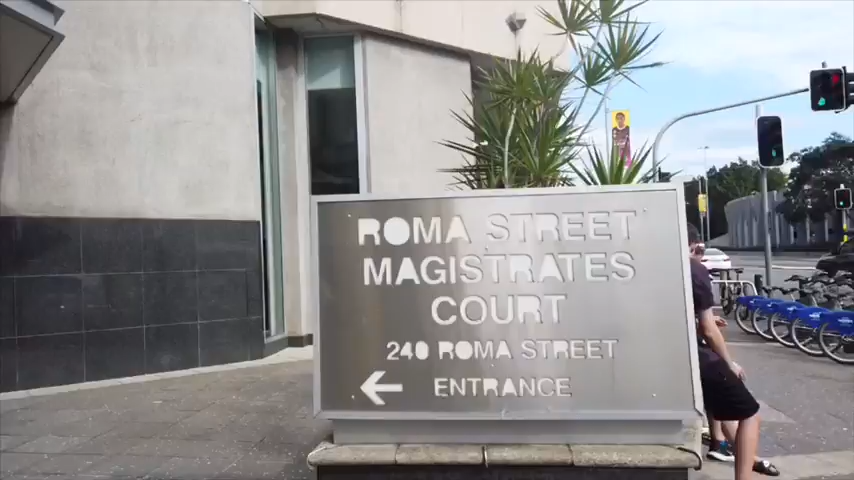 ROMA STREET
MAGISTRATES
COURT
240 ROMA STREET
← ENTRANCE